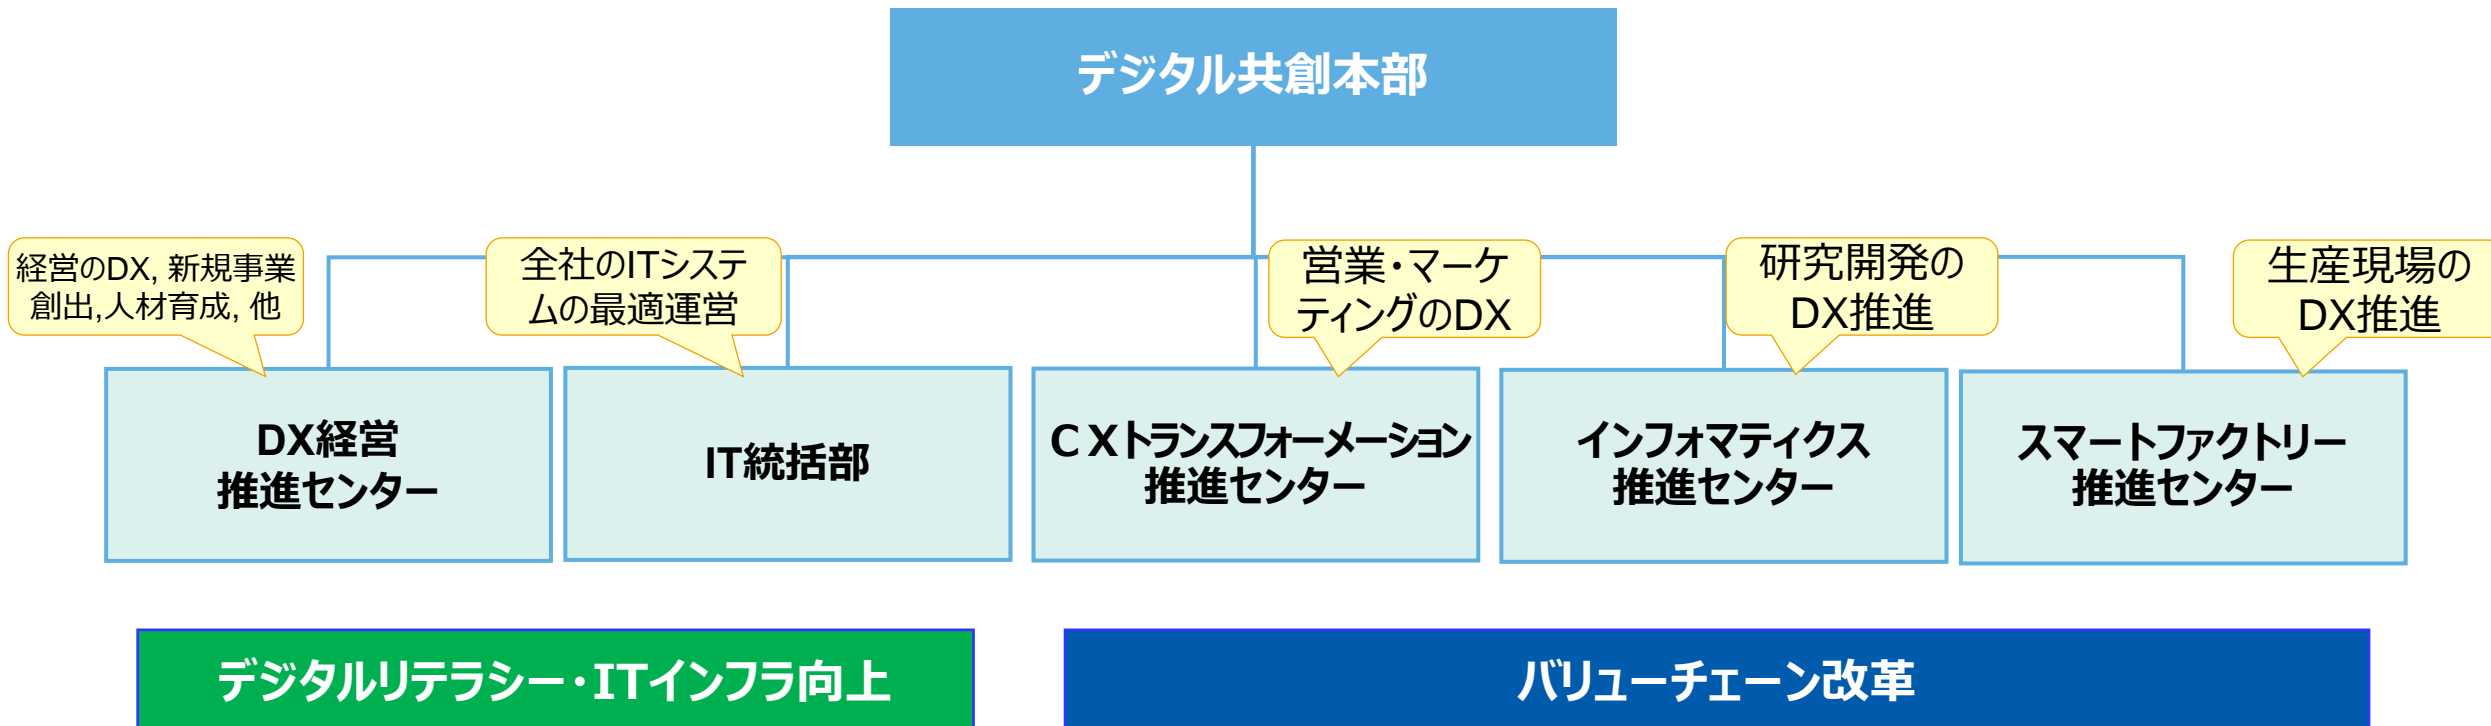 デジタル共創本部
経営のDX, 新規事業
創出,人材育成, 他
全社のITシステ
ムの最適運営
営業・マーケ
ティングのDX
研究開発の
DX推進
生産現場の
DX推進
DX経営
推進センター
IT統括部
ＣＸトランスフォーメーション
推進センター
インフォマティクス
推進センター
スマートファクトリー
推進センター
デジタルリテラシー・ITインフラ向上
バリューチェーン改革